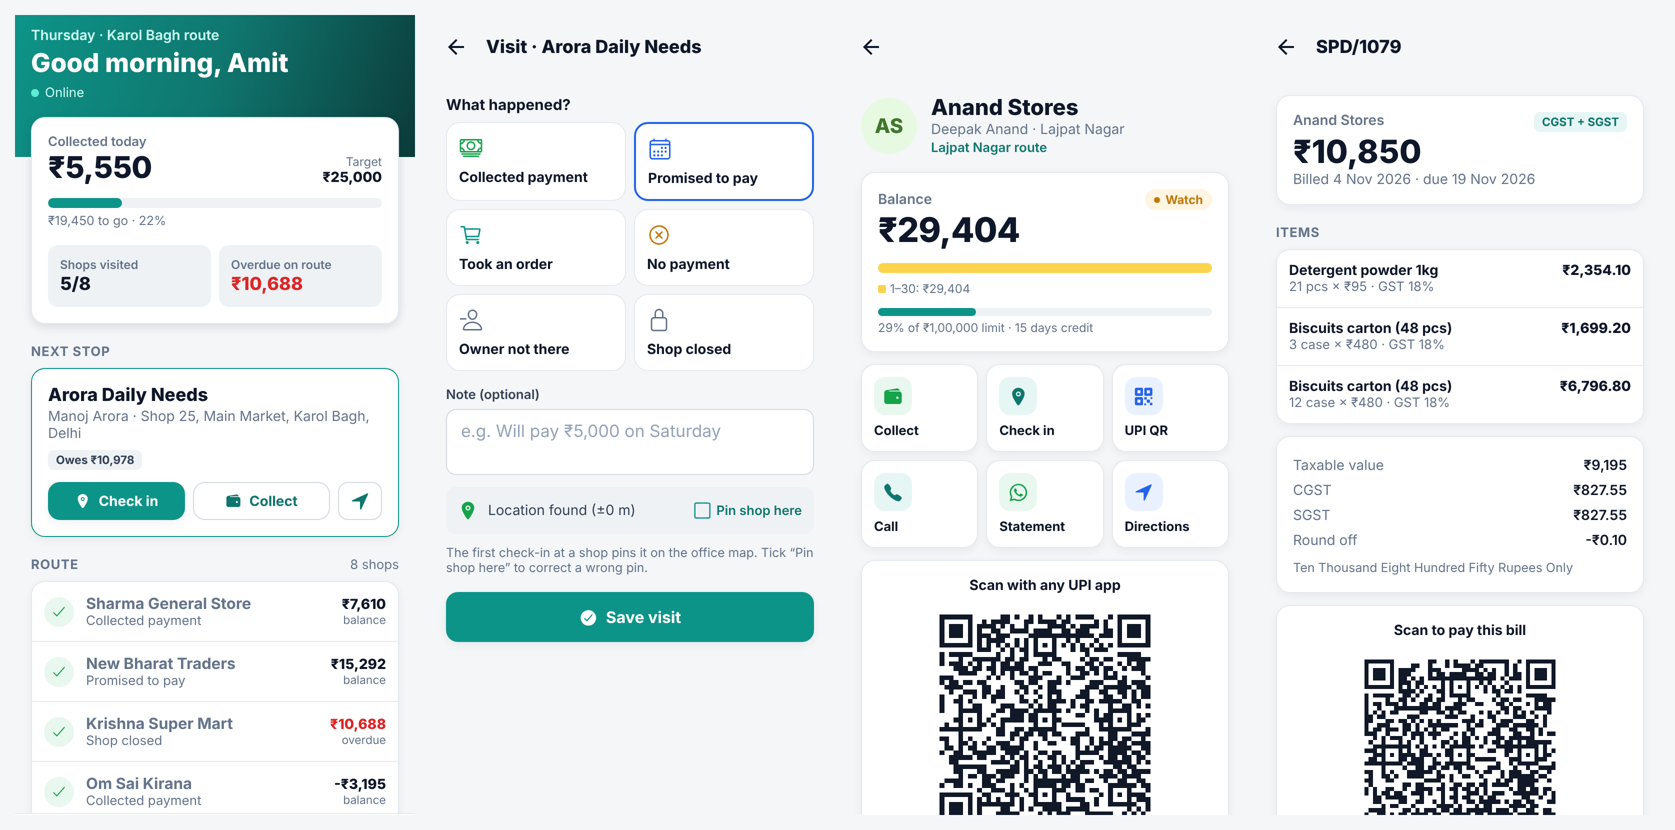 Thursday · Karol Bagh route
Good morning, Amit
Online
Collected today
₹5,550
Target
₹25,000
₹19,450 to go · 22%
Shops visited
5/8
Overdue on route
₹10,688
NEXT STOP
Arora Daily Needs
Manoj Arora · Shop 25, Main Market, Karol Bagh,
Delhi
Owes ₹10,978
Check in
Collect
ROUTE
8 shops
Sharma General Store
₹7,610
Collected payment
balance
New Bharat Traders
₹15,292
Promised to pay
balance
Krishna Super Mart
₹10,688
Shop closed
overdue
Om Sai Kirana
-₹3,195
Collected payment
balance
Visit · Arora Daily Needs
What happened?
Collected payment
Promised to pay
Took an order
No payment
Owner not there
Shop closed
Note (optional)
e.g. Will pay ₹5,000 on Saturday
Location found (±0 m)
Pin shop here
The first check-in at a shop pins it on the office map. Tick “Pin
shop here” to correct a wrong pin.
Save visit
AS
Anand Stores
Deepak Anand · Lajpat Nagar
Lajpat Nagar route
Balance
Watch
₹29,404
1–30: ₹29,404
29% of ₹1,00,000 limit · 15 days credit
Collect
Check in
UPI QR
Call
Statement
Directions
Scan with any UPI app
SPD/1079
Anand Stores
CGST + SGST
₹10,850
Billed 4 Nov 2026 · due 19 Nov 2026
ITEMS
Detergent powder 1kg
₹2,354.10
21 pcs × ₹95 · GST 18%
Biscuits carton (48 pcs)
₹1,699.20
3 case × ₹480 · GST 18%
Biscuits carton (48 pcs)
₹6,796.80
12 case × ₹480 · GST 18%
Taxable value
₹9,195
CGST
₹827.55
SGST
₹827.55
Round off
-₹0.10
Ten Thousand Eight Hundred Fifty Rupees Only
Scan to pay this bill